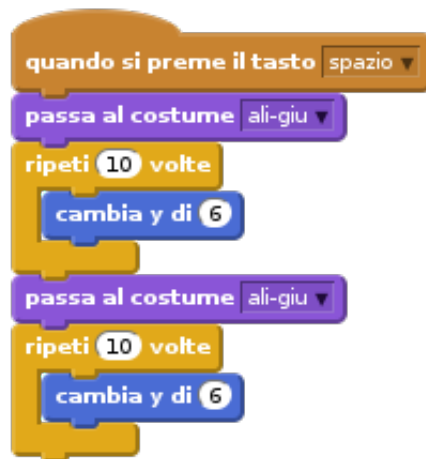 quando si preme il tasto spazio
passa al costume ali-giu
ripeti 10 volte
cambia y di 6
passa al costume ali-giu
ripeti 10 volte
cambia y di 6